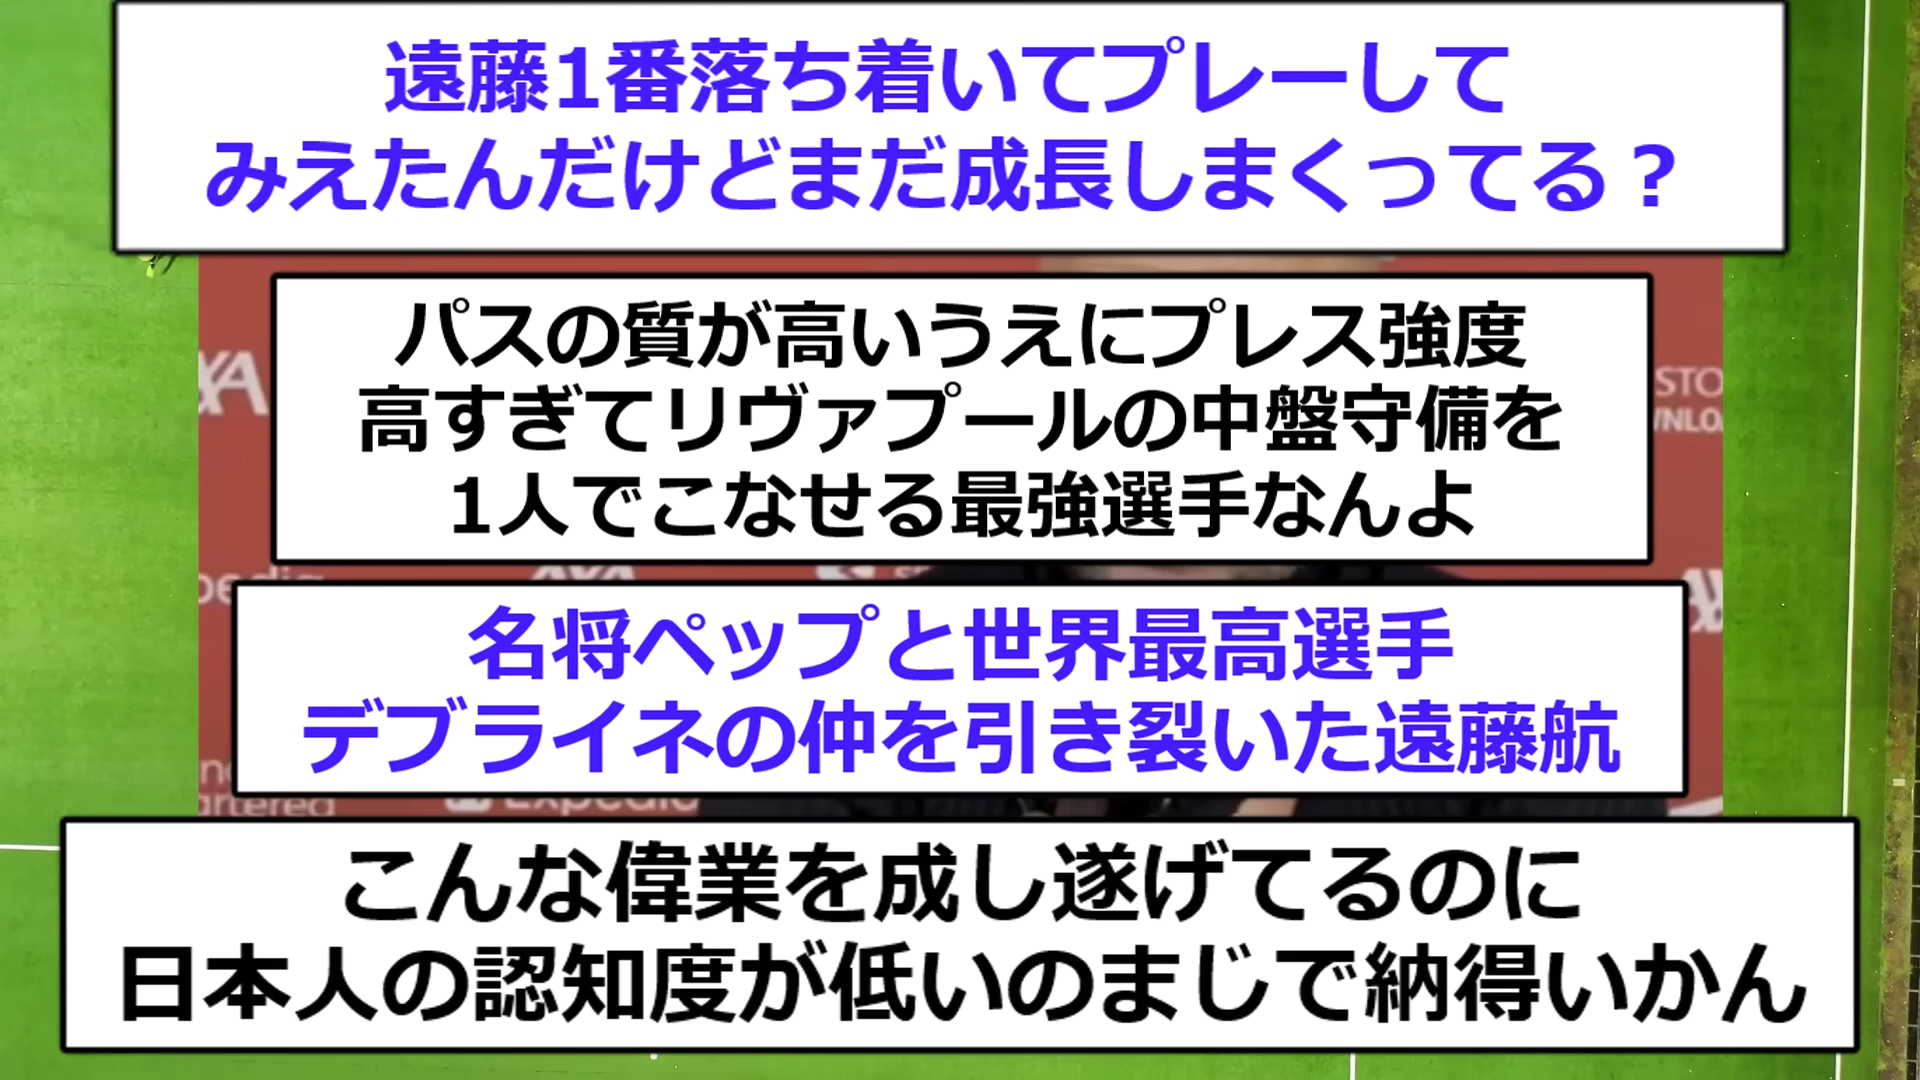 遠藤1番落ち着いてプレーして
みえたんだけどまだ成長しまくってる？
パスの質が高いうえにプレス強度
高すぎてリヴァプールの中盤守備を
1人でこなせる最強選手なんよ
AXA
名将ペップと世界最高選手
デブライネの仲を引き裂いた遠藤航
Expedia
こんな偉業を成し遂げてるのに
日本人の認知度が低いのまじで納得いかん